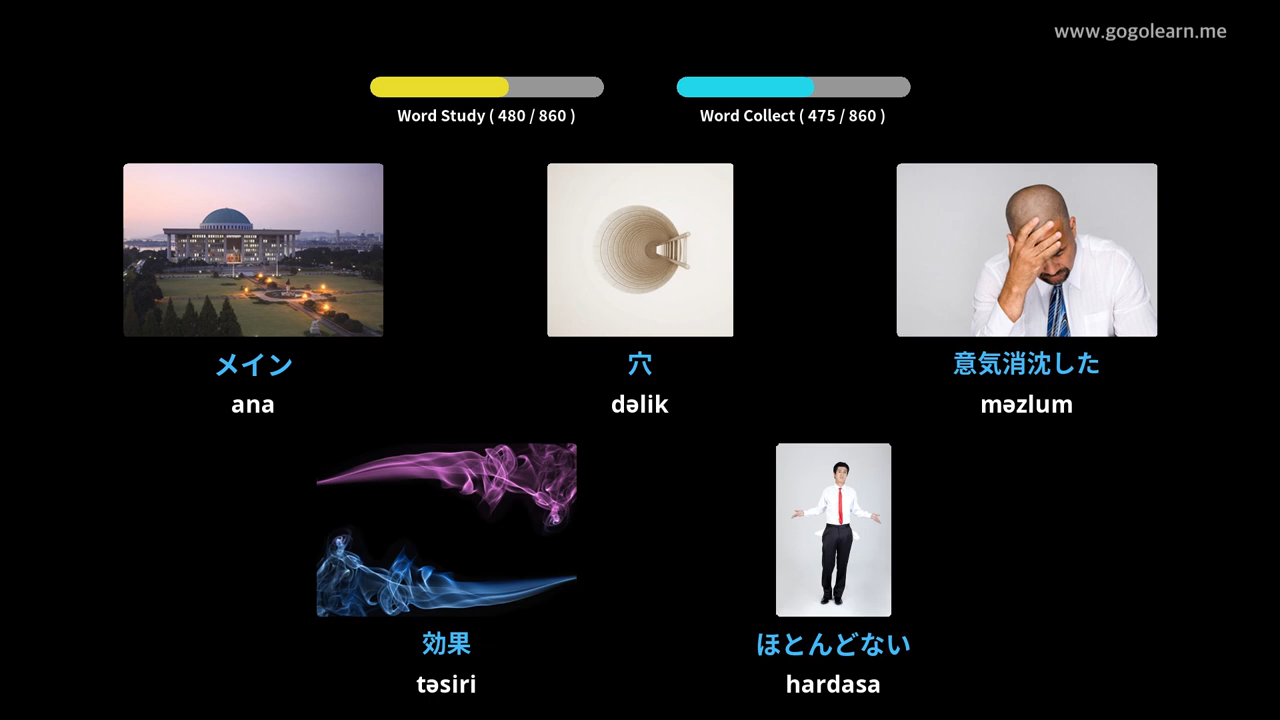 www.gogolearn.me
Word Study ( 480 / 860 )
Word Collect ( 475 / 860 )
メイン
ana
穴
dəlik
意気消沈した
məzlum
効果
təsiri
ほとんどない
hardasa